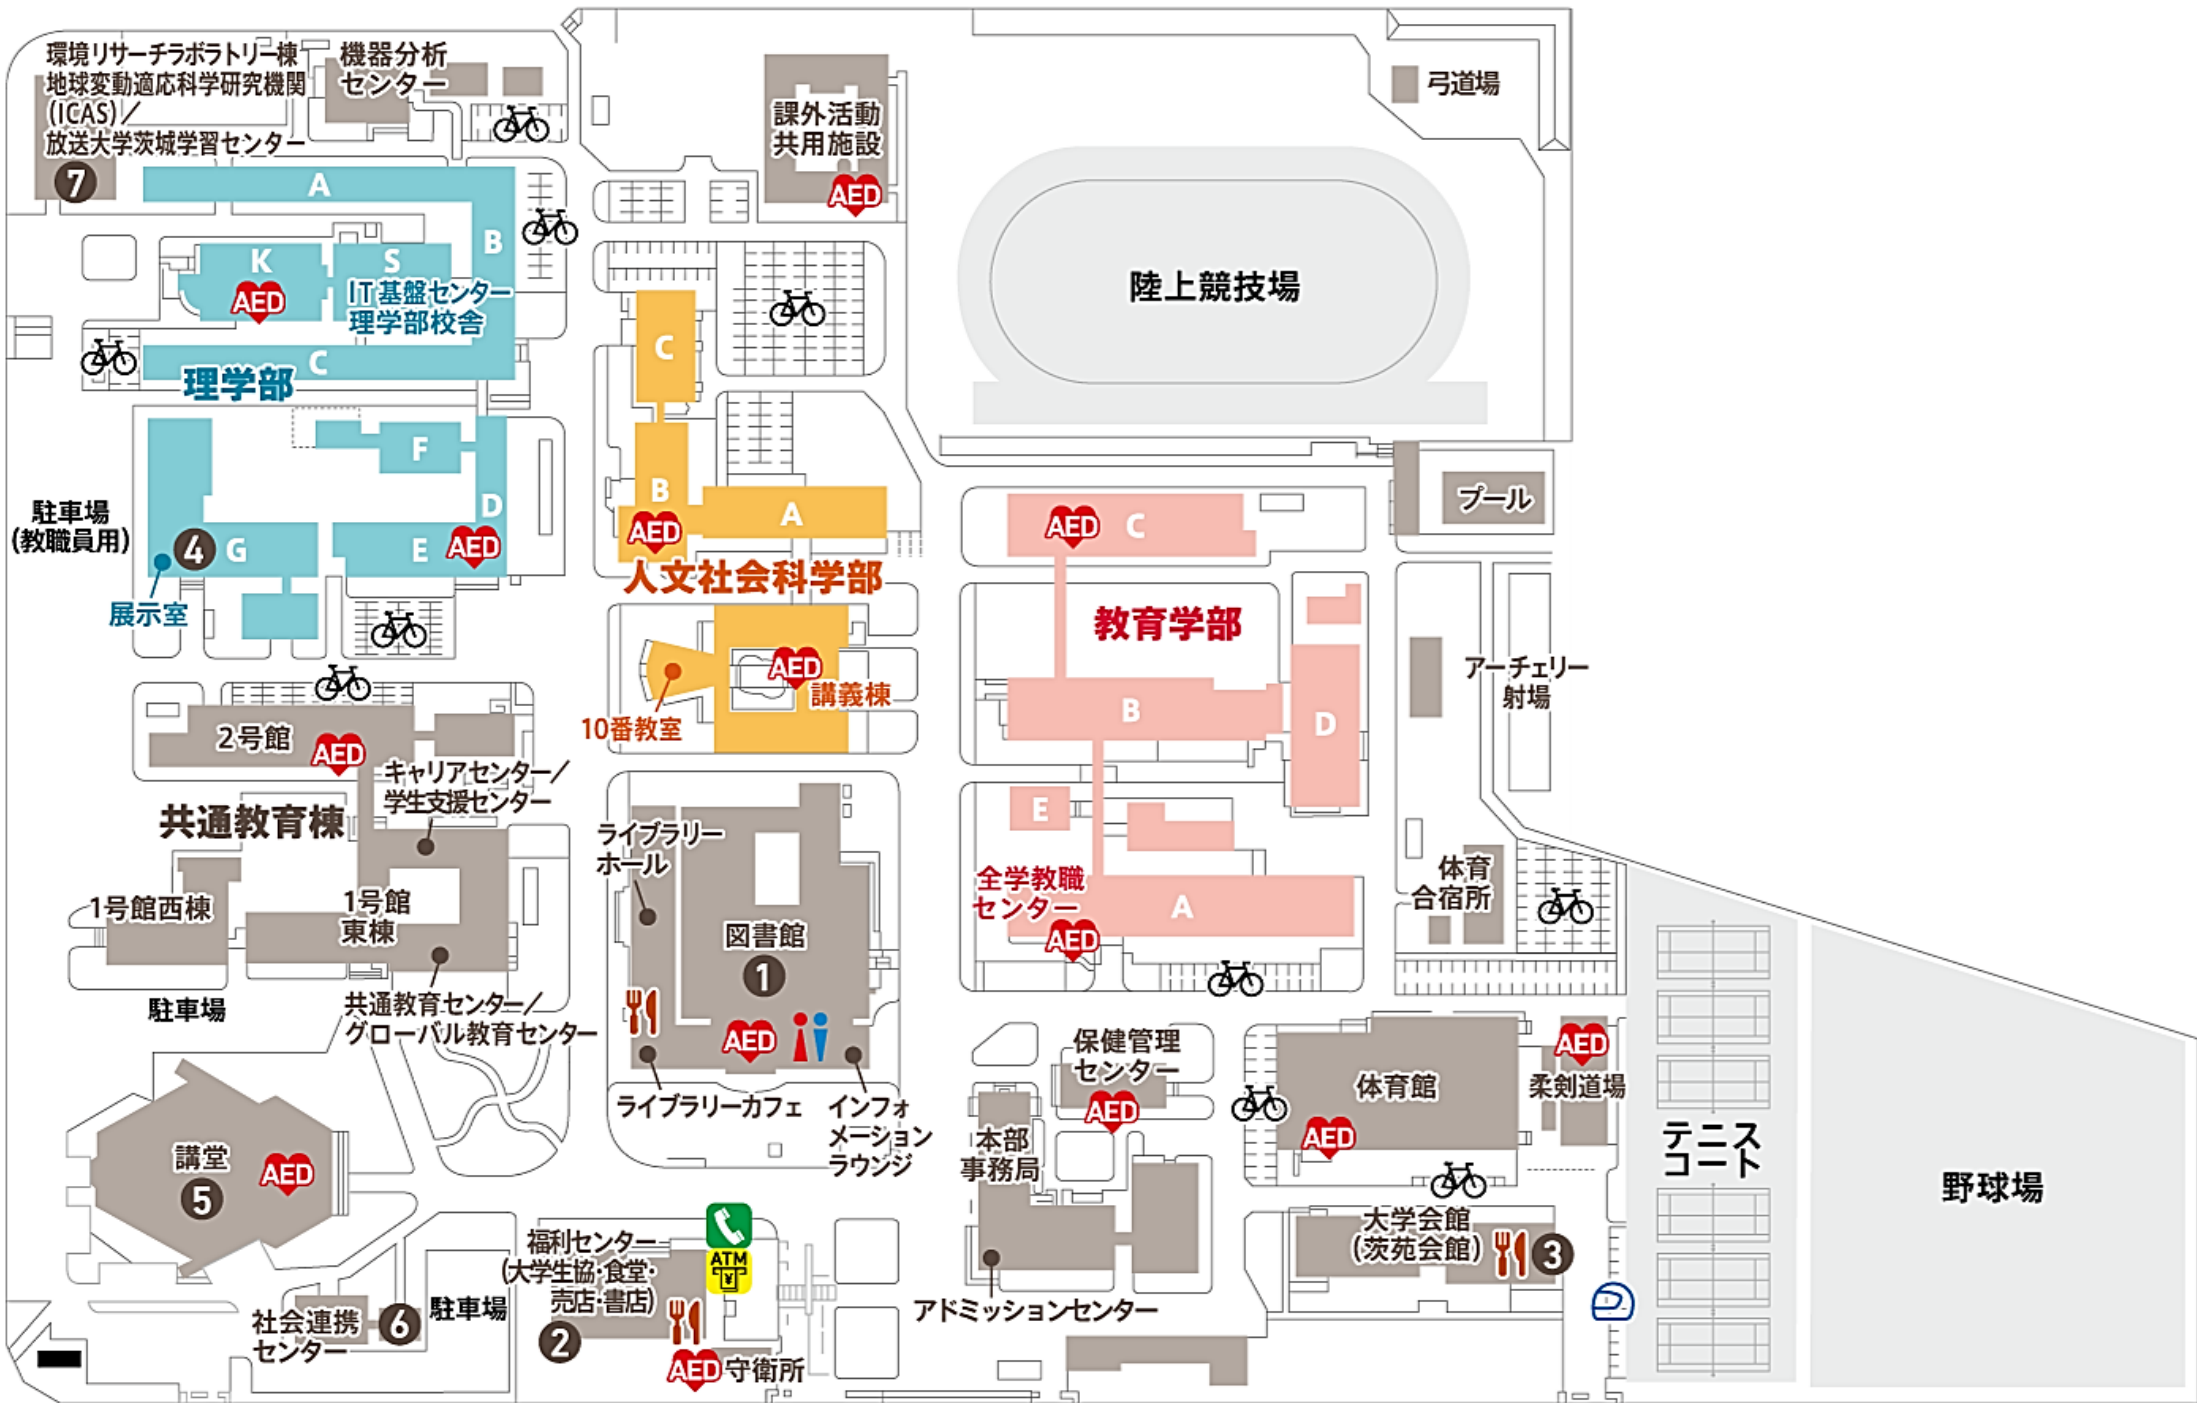 環境リサーチラボラトリー棟
地球変動適応科学研究機関
(ICAS)／
放送大学茨城学習センター
7
機器分析
センター
課外活動
共用施設
AED
弓道場
陸上競技場
A
B
K
S
AED
IT基盤センター
理学部校舎
C
理学部
F
D
駐車場
(教職員用)
4
G
E
AED
展示室
C
B
A
AED
人文社会科学部
AED
講義棟
10番教室
AED
C
教育学部
B
D
E
全学教職
センター
A
AED
プール
アーチェリー
射場
体育
合宿所
2号館
AED
キャリアセンター／
学生支援センター
共通教育棟
1号館西棟
1号館
東棟
駐車場
共通教育センター／
グローバル教育センター
ライブラリー
ホール
図書館
1
AED
ライブラリーカフェ
インフォ
メーション
ラウンジ
保健管理
センター
AED
本部
事務局
アドミッションセンター
体育館
AED
AED
柔剣道場
テニス
コート
野球場
大学会館
(茨苑会館)
3
講堂
AED
5
社会連携
センター
6
駐車場
福利センター
(大学生協・食堂・
売店・書店)
2
ATM
¥
AED
守衛所